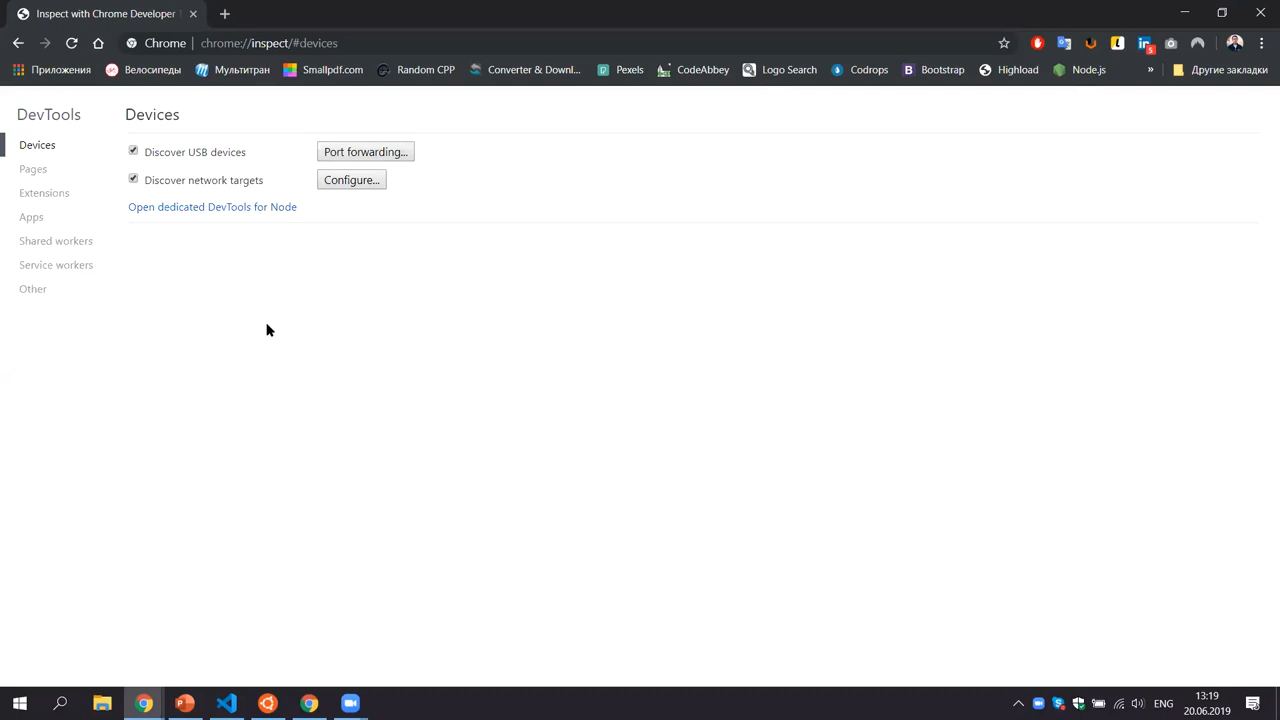 Inspect with Chrome Developer
Chrome | chrome://inspect/#devices
5
Приложения Велосипеды Мультитран Smallpdf.com Random CPP Converter & Downl... Pexels CodeAbbey Logo Search Codrops Bootstrap Highload Node.js » Другие закладки
DevTools
Devices
Pages
Extensions
Apps
Shared workers
Service workers
Other
Devices
Discover USB devices Port forwarding...
Discover network targets Configure...
Open dedicated DevTools for Node
ENG
13:19
20.06.2019